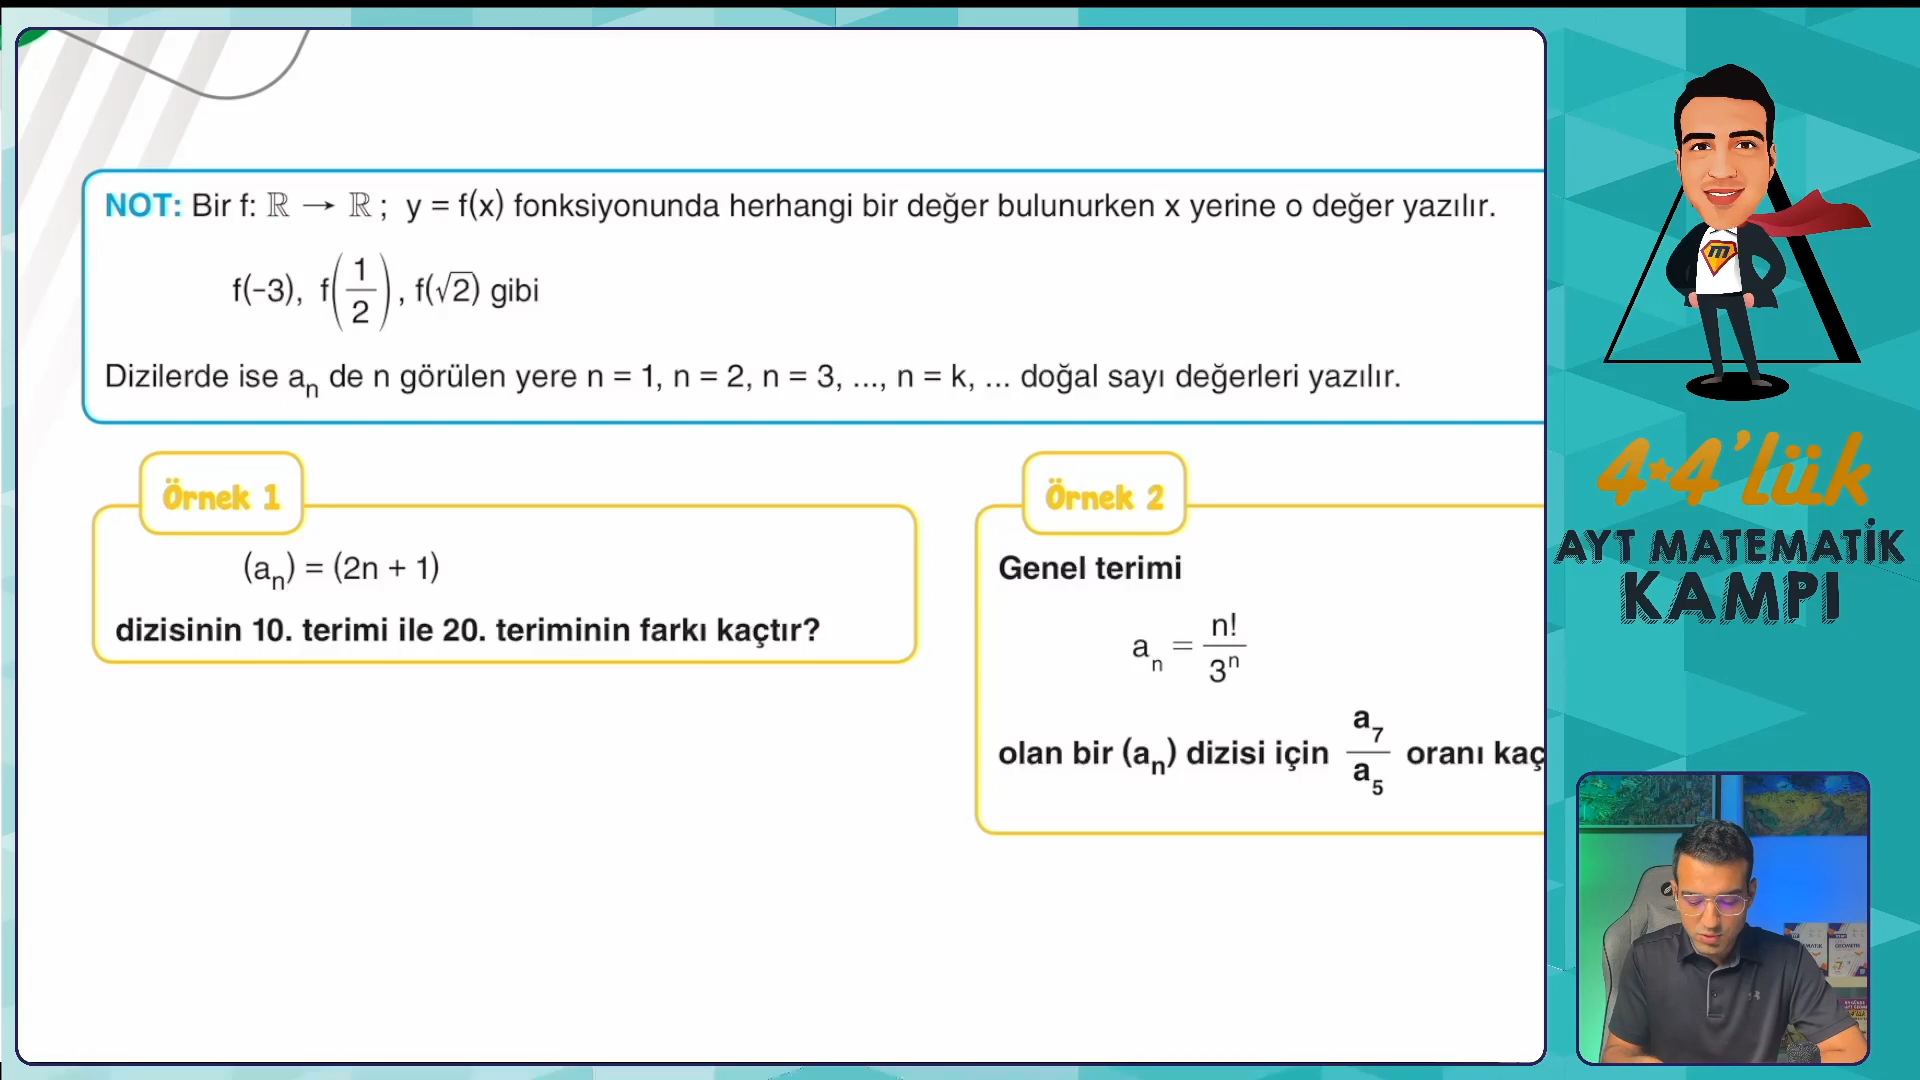 NOT: Bir f: ℝ → ℝ ; y = f(x) fonksiyonunda herhangi bir değer bulunurken x yerine o değer yazılır.
f(-3), f(1/2), f(√2) gibi
Dizilerde ise aₙ de n görülen yere n = 1, n = 2, n = 3, ..., n = k, ... doğal sayı değerleri yazılır.
Örnek 1
(aₙ) = (2n + 1)
dizisinin 10. terimi ile 20. teriminin farkı kaçtır?
Örnek 2
Genel terimi
aₙ = n!/3ⁿ
olan bir (aₙ) dizisi için a₇/a₅ oranı kaç
m
4*4'lük
AYT MATEMATİK
KAMPI